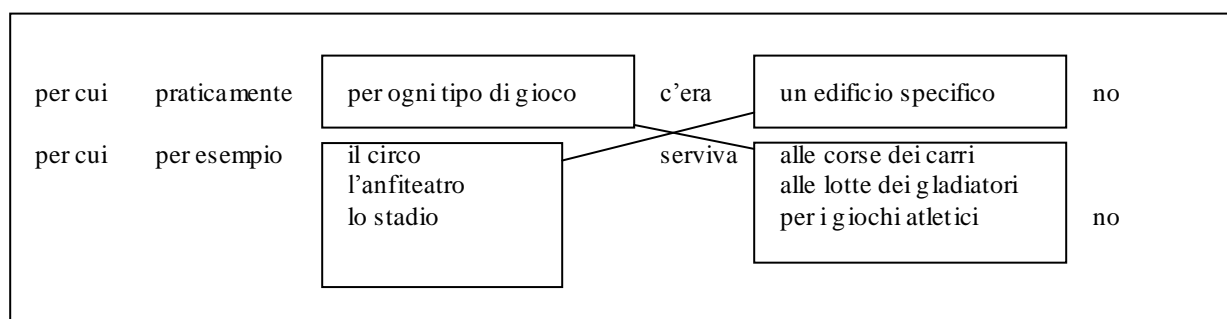 per cui praticamente per ogni tipo di gioco c'era un edificio specifico no
per cui per esempio il circo serviva alle corse dei carri
l'anfiteatro alle lotte dei gladiatori
lo stadio per i giochi atletici no